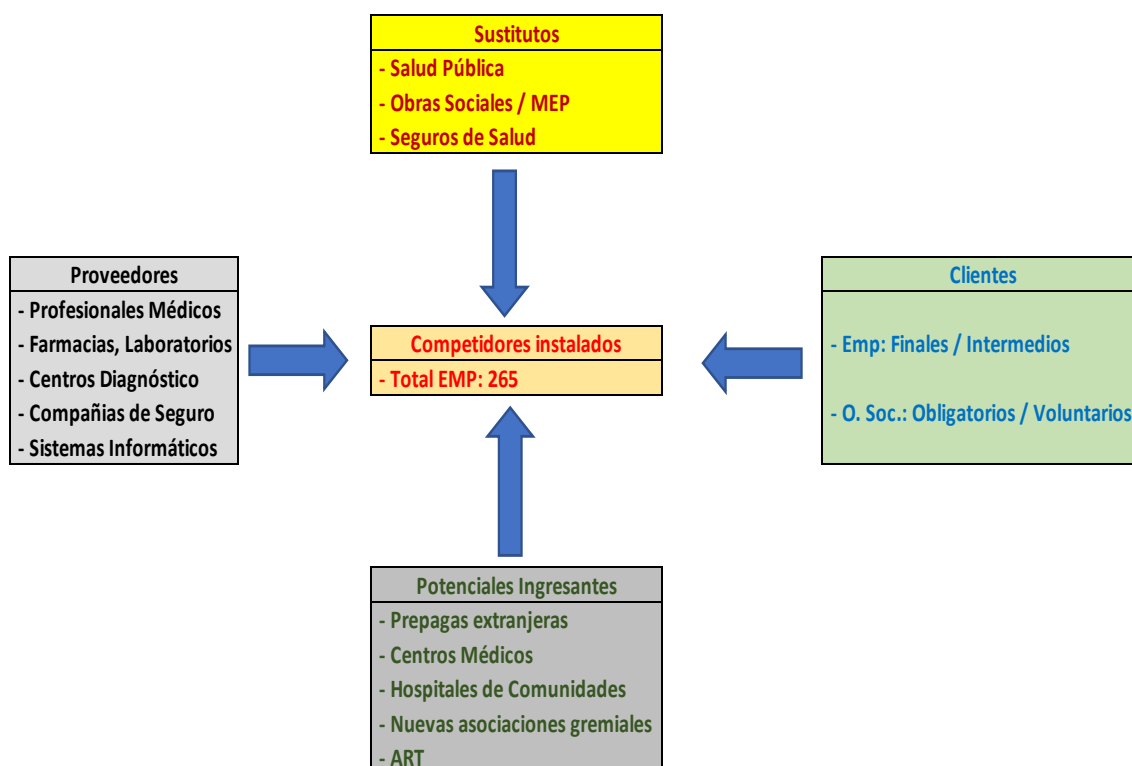 Sustitutos
- Salud Pública
- Obras Sociales / MEP
- Seguros de Salud
Proveedores
- Profesionales Médicos
- Farmacias, Laboratorios
- Centros Diagnóstico
- Compañias de Seguro
- Sistemas Informáticos
Competidores instalados
- Total EMP: 265
Clientes
- Emp: Finales / Intermedios
- O. Soc.: Obligatorios / Voluntarios
Potenciales Ingresantes
- Prepagas extranjeras
- Centros Médicos
- Hospitales de Comunidades
- Nuevas asociaciones gremiales
- ART